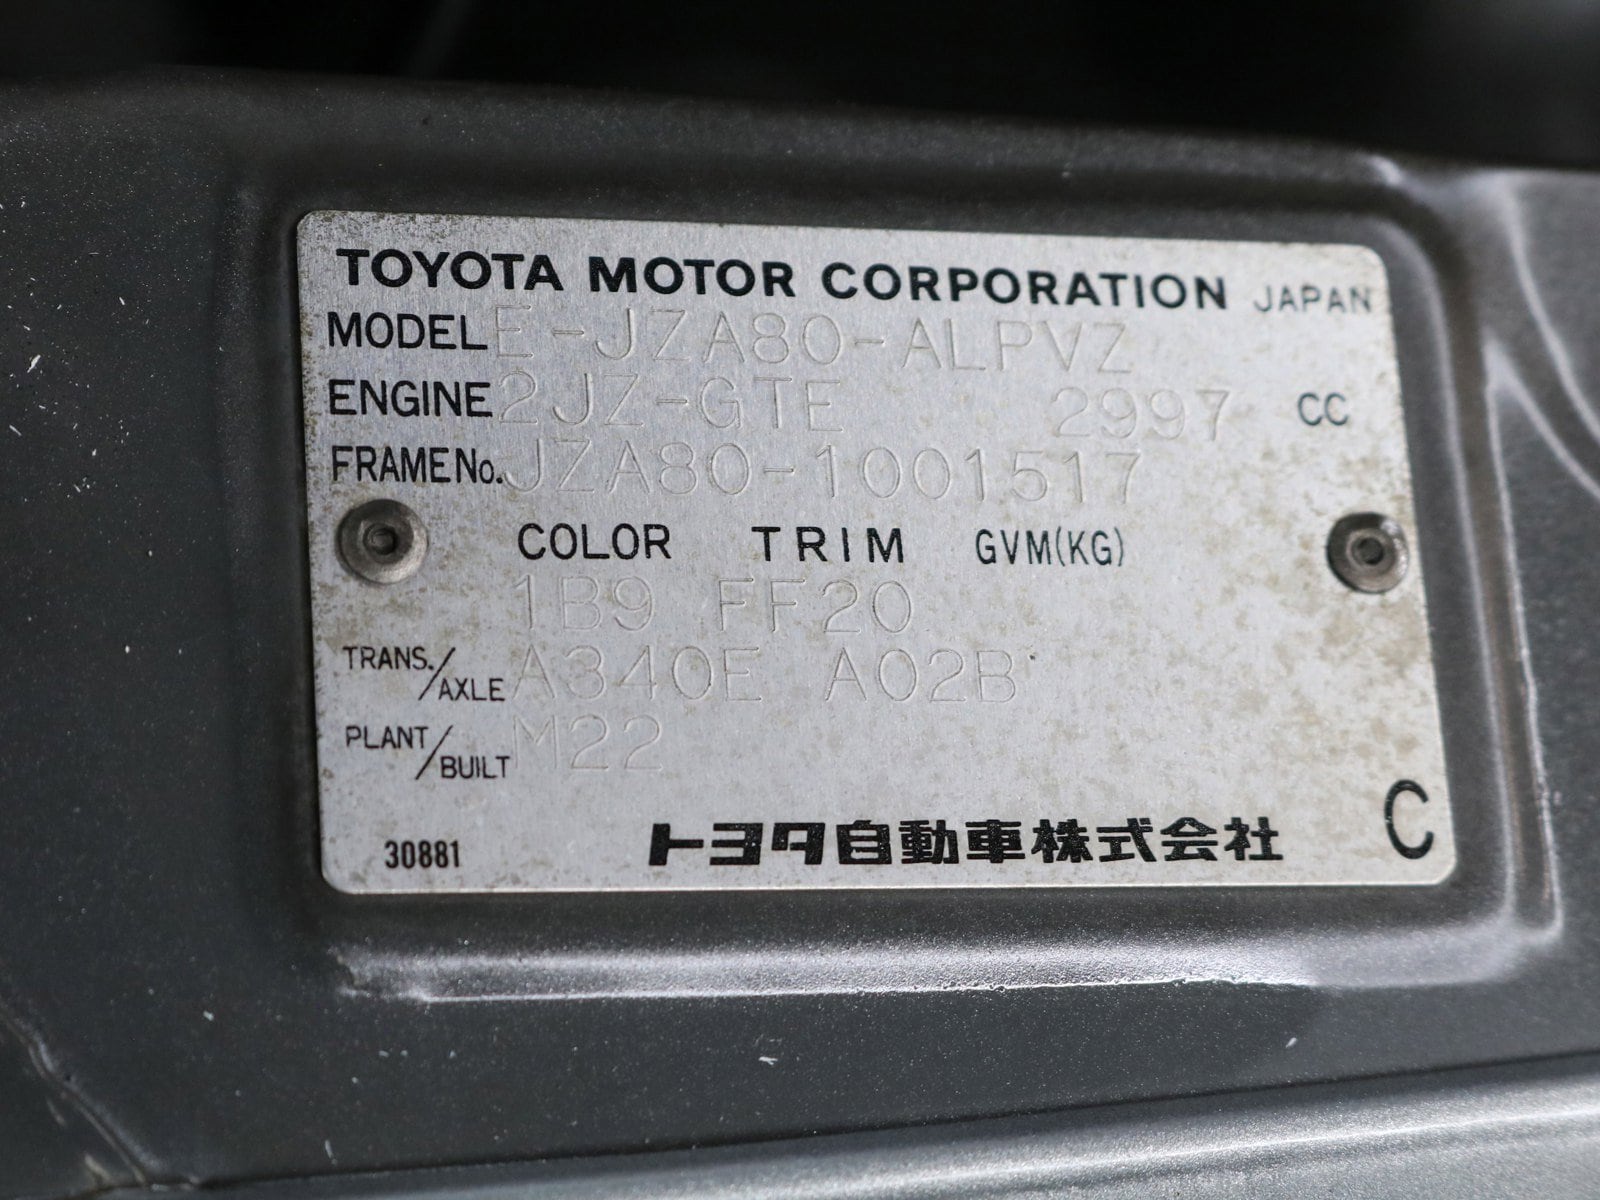 TOYOTA MOTOR CORPORATION JAPAN
MODEL E-JZA80-ALPVZ
ENGINE 2JZ-GTE 2997 CC
FRAME No. JZA80-1001517
COLOR TRIM GVM(KG)
1B9 FF20
TRANS./AXLE A340E A02B
PLANT/BUILT M22
30881 トヨタ自動車株式会社 C